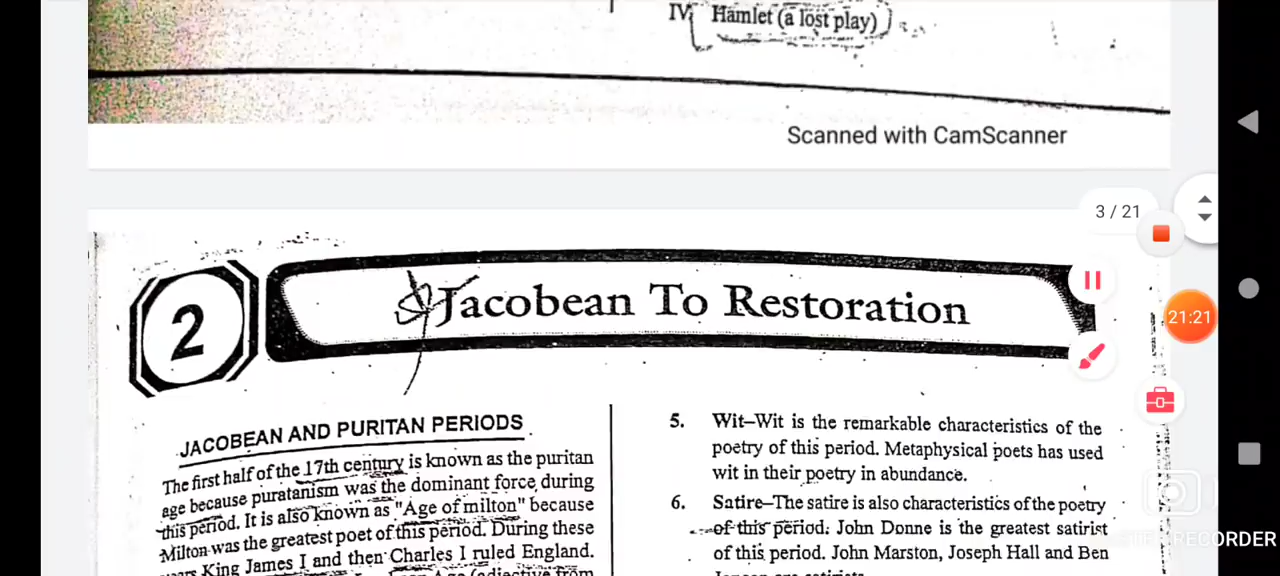 IV Hamlet (a lost play)
Scanned with CamScanner
3 / 21
2
Jacobean To Restoration
21:21
JACOBEAN AND PURITAN PERIODS
The first half of the 17th century is known as the puritan
age because puratanism was the dominant force during
this period. It is also known as "Age of milton" because
Milton was the greatest poet of this period. During these
King James I and then Charles I ruled England.
(adjective from
5. Wit–Wit is the remarkable characteristics of the
poetry of this period. Metaphysical poets has used
wit in their poetry in abundance.
6. Satire–The satire is also characteristics of the poetry
of this period. John Donne is the greatest satirist
of this period. John Marston, Joseph Hall and Ben
RECORDER